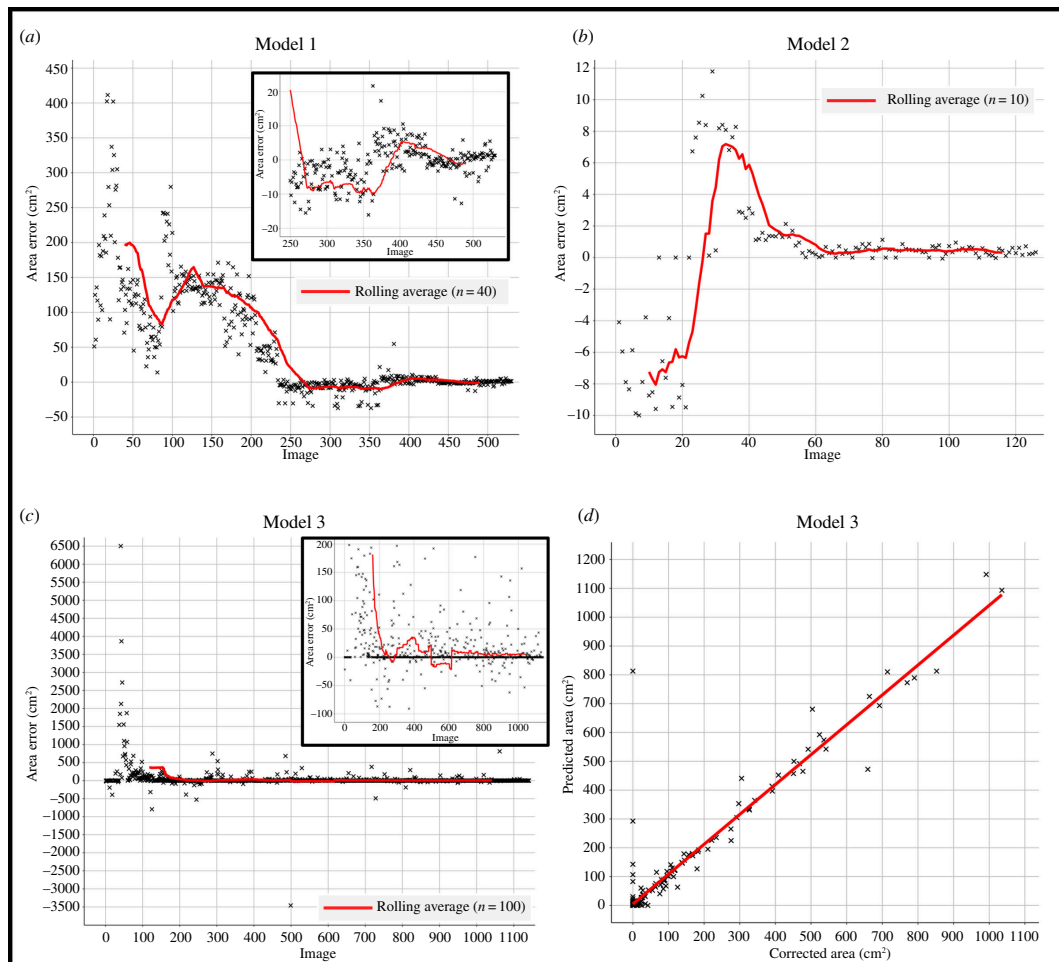 (a)
Model 1
450
400
350
300
250
200
150
100
50
0
−50
Area error (cm²)
0 50 100 150 200 250 300 350 400 450 500
Image
20
10
0
−10
−20
Area error (cm²)
250 300 350 400 450 500
Image
Rolling average (n = 40)
(b)
Model 2
12
10
8
6
4
2
0
−2
−4
−6
−8
−10
Area error (cm²)
0 20 40 60 80 100 120
Image
Rolling average (n = 10)
(c)
Model 3
6500
6000
5500
5000
4500
4000
3500
3000
2500
2000
1500
1000
500
0
−500
−1000
−1500
−2000
−2500
−3000
−3500
Area error (cm²)
0 100 200 300 400 500 600 700 800 900 1000 1100
Image
200
150
100
50
0
−50
−100
Area error (cm²)
0 200 400 600 800 1000
Image
Rolling average (n = 100)
(d)
Model 3
1200
1100
1000
900
800
700
600
500
400
300
200
100
0
Predicted area (cm²)
0 100 200 300 400 500 600 700 800 900 1000 1100
Corrected area (cm²)